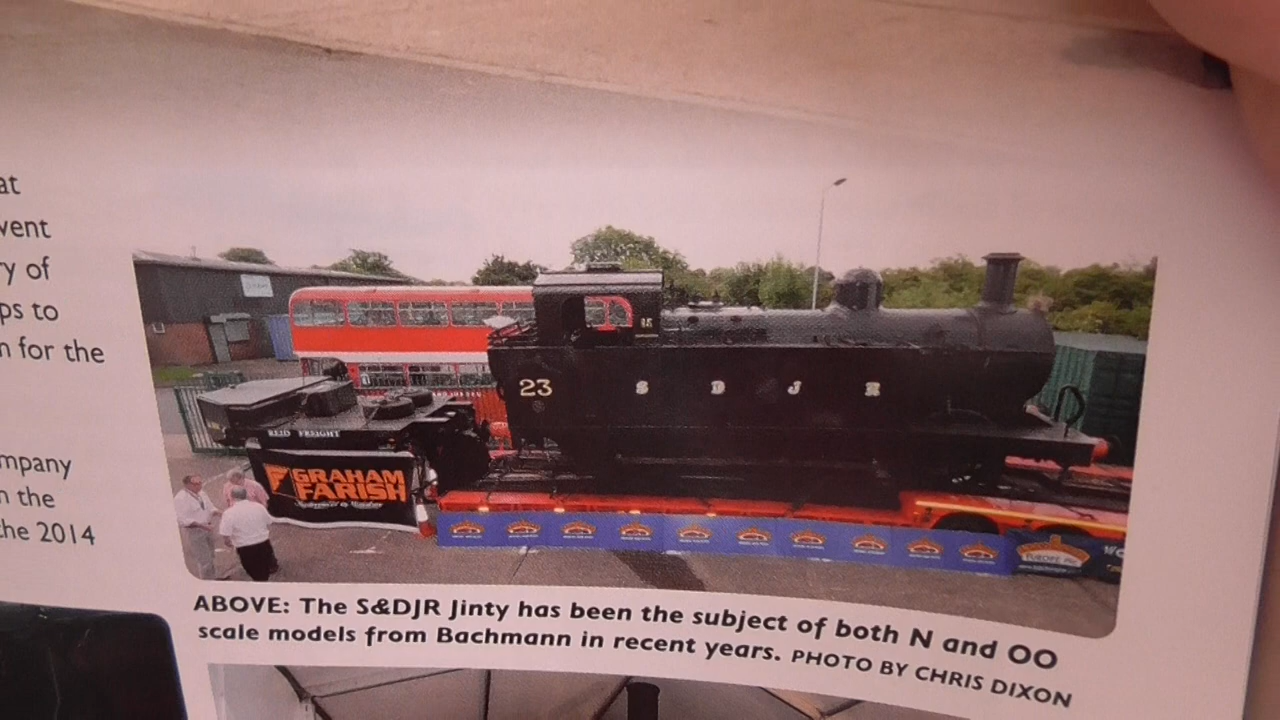 at
vent
ry of
ps to
n for the
mpany
n the
the 2014
23
S D J R
REID FREIGHT
GRAHAM
FARISH
EUROPE Plc
ABOVE: The S&DJR Jinty has been the subject of both N and OO
scale models from Bachmann in recent years. PHOTO BY CHRIS DIXON